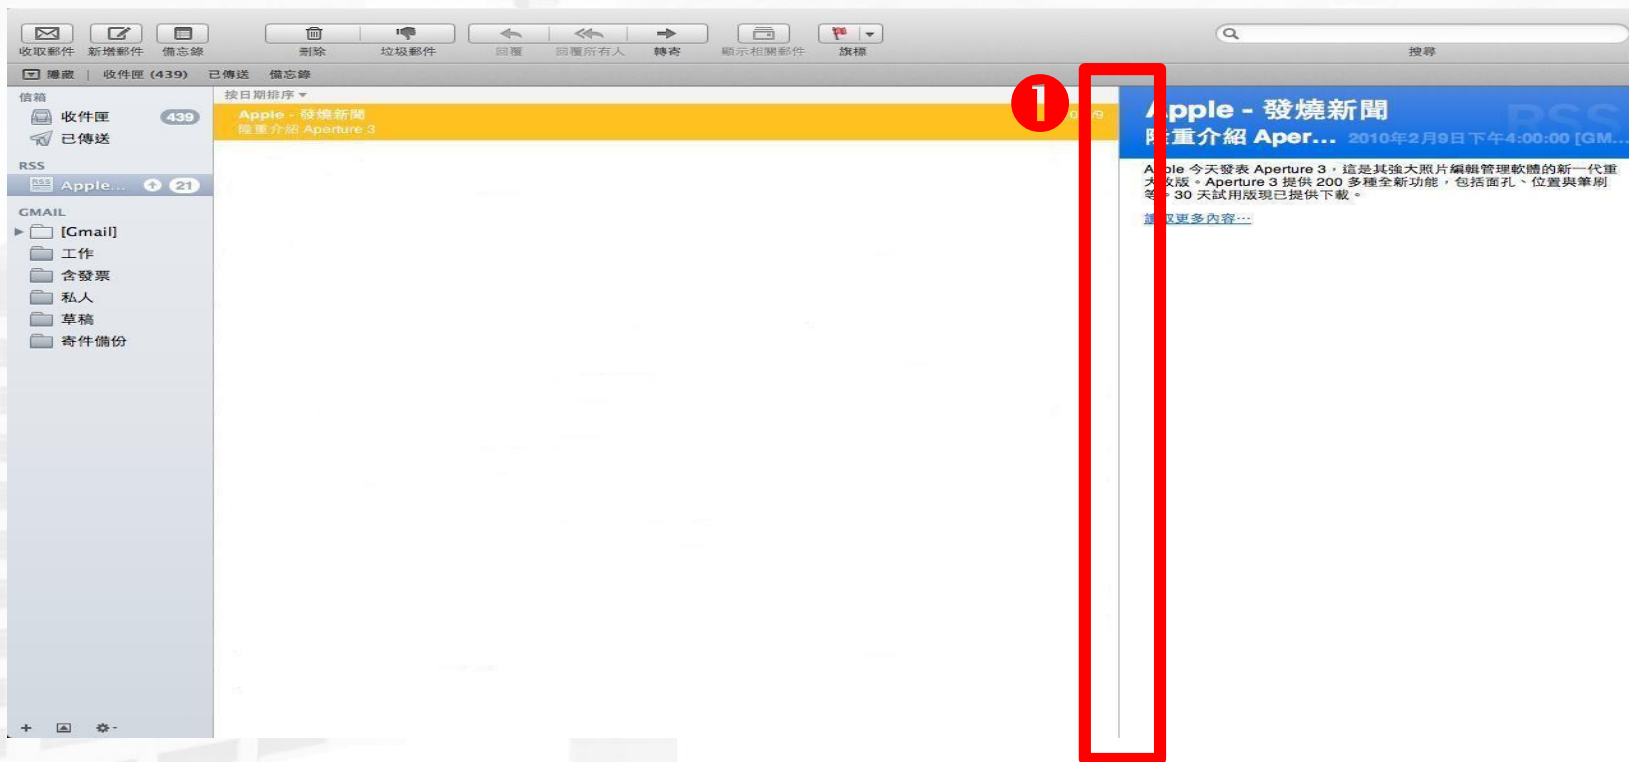 收取郵件 新增郵件 備忘錄 刪除 垃圾郵件 回覆 回覆所有人 轉寄 顯示相關郵件 旗標 搜尋
隱藏 收件匣 (439) 已傳送 備忘錄
信箱
收件匣 439
已傳送
RSS
RSS Apple... 21
GMAIL
[Gmail]
工作
含發票
私人
草稿
寄件備份
按日期排序
Apple - 發燒新聞
隆重介紹 Aperture 3
1
Apple - 發燒新聞
RSS
重介紹 Aper... 2010年2月9日下午4:00:00 [GM...
Apple 今天發表 Aperture 3，這是其強大照片編輯管理軟體的新一代重
大改版。Aperture 3 提供 200 多種全新功能，包括面孔、位置與筆刷
等。30 天試用版現已提供下載。
讀取更多內容…